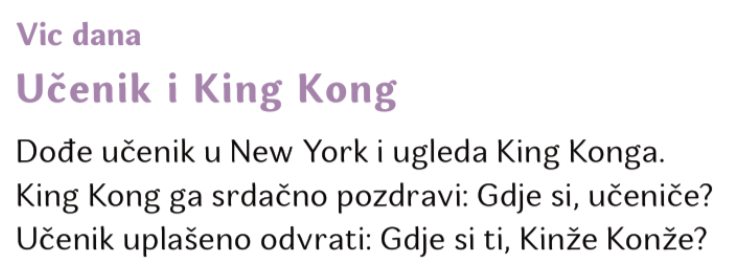 Vic dana
Učenik i King Kong
Dođe učenik u New York i ugleda King Konga.
King Kong ga srdačno pozdravi: Gdje si, učeniče?
Učenik uplašeno odvrati: Gdje si ti, Kinže Konže?